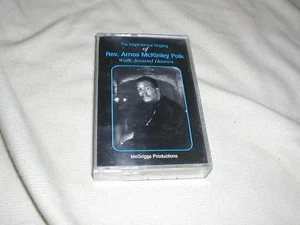 The Inspirational Singing
of
Rev. Amos McKinley Polk
Walk Around Heaven
McGriggs Productions